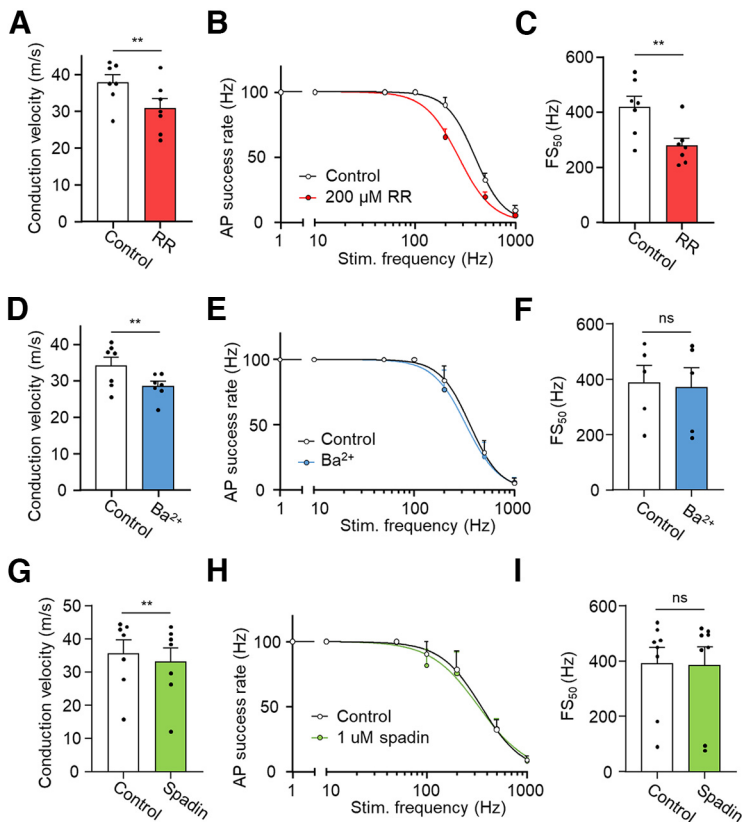 A
Conduction velocity (m/s)
40
30
20
10
0
**
Control
RR
B
AP success rate (Hz)
100
50
0
Control
200 µM RR
1
10
100
1000
Stim. frequency (Hz)
C
FS50 (Hz)
600
400
200
0
**
Control
RR
D
Conduction velocity (m/s)
40
30
20
10
0
**
Control
Ba2+
E
AP success rate (Hz)
100
50
0
Control
Ba2+
1
10
100
1000
Stim. frequency (Hz)
F
FS50 (Hz)
600
400
200
0
ns
Control
Ba2+
G
Conduction velocity (m/s)
50
40
30
20
10
0
**
Control
Spadin
H
AP success rate (Hz)
100
50
0
Control
1 uM spadin
1
10
100
1000
Stim. frequency (Hz)
I
FS50 (Hz)
600
400
200
0
ns
Control
Spadin